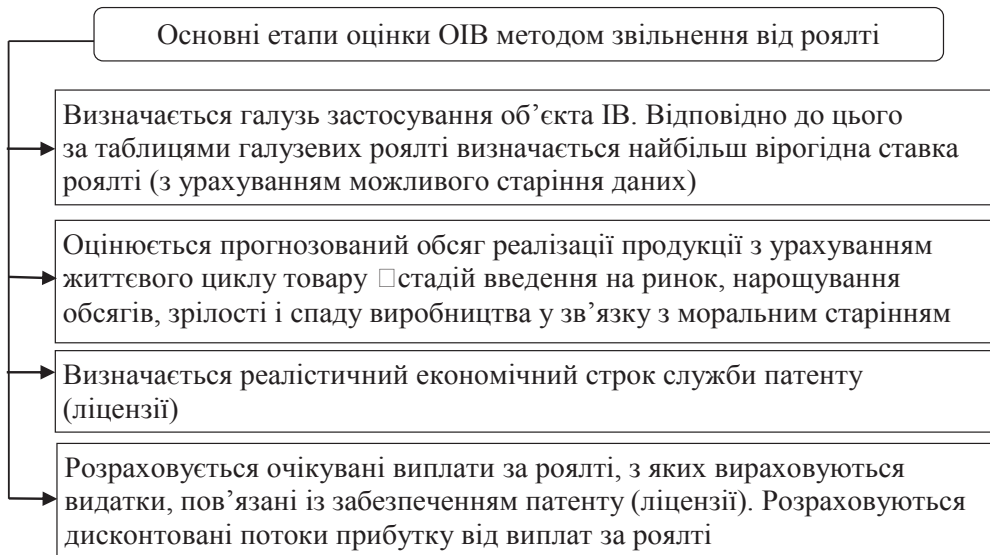 Основні етапи оцінки ОІВ методом звільнення від роялті
Визначається галузь застосування об’єкта ІВ. Відповідно до цього
за таблицями галузевих роялті визначається найбільш вірогідна ставка
роялті (з урахуванням можливого старіння даних)
Оцінюється прогнозований обсяг реалізації продукції з урахуванням
життєвого циклу товару □стадій введення на ринок, нарощування
обсягів, зрілості і спаду виробництва у зв’язку з моральним старінням
Визначається реалістичний економічний строк служби патенту
(ліцензії)
Розраховується очікувані виплати за роялті, з яких вираховуються
видатки, пов’язані із забезпеченням патенту (ліцензії). Розраховуються
дисконтовані потоки прибутку від виплат за роялті